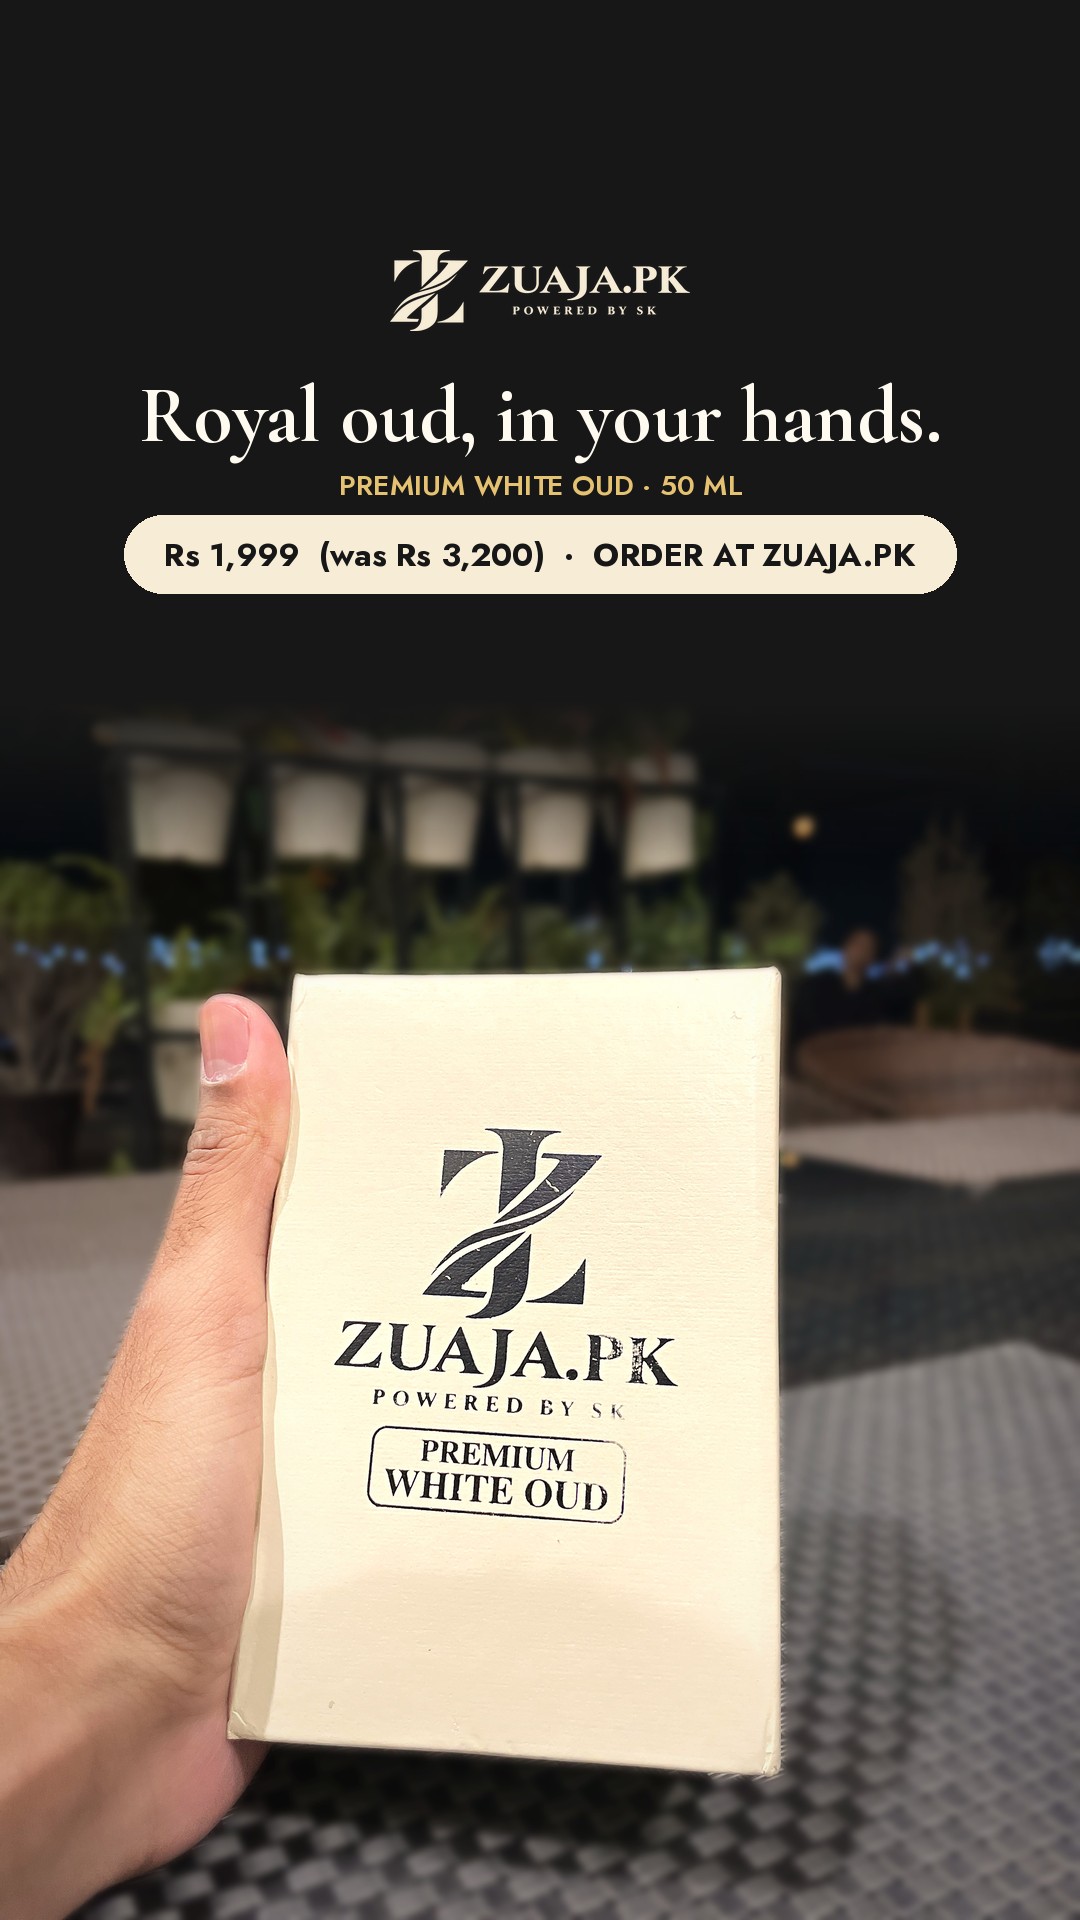 ZUAJA.PK
POWERED BY SK
Royal oud, in your hands.
PREMIUM WHITE OUD · 50 ML
Rs 1,999 (was Rs 3,200) · ORDER AT ZUAJA.PK
ZUAJA.PK
POWERED BY SK
PREMIUM
WHITE OUD